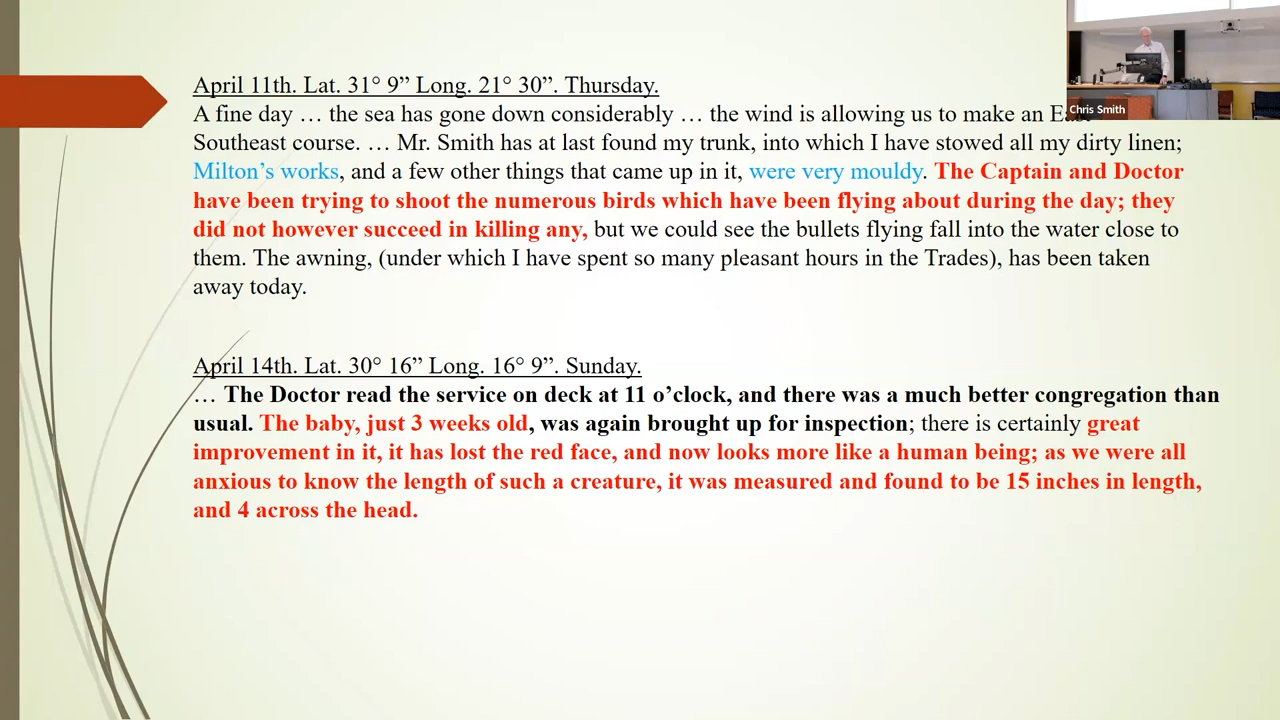 April 11th. Lat. 31° 9” Long. 21° 30”. Thursday.
A fine day … the sea has gone down considerably … the wind is allowing us to make an
Southeast course. … Mr. Smith has at last found my trunk, into which I have stowed all my dirty linen;
Milton’s works, and a few other things that came up in it, were very mouldy. The Captain and Doctor
have been trying to shoot the numerous birds which have been flying about during the day; they
did not however succeed in killing any, but we could see the bullets flying fall into the water close to
them. The awning, (under which I have spent so many pleasant hours in the Trades), has been taken
away today.
April 14th. Lat. 30° 16” Long. 16° 9”. Sunday.
… The Doctor read the service on deck at 11 o’clock, and there was a much better congregation than
usual. The baby, just 3 weeks old, was again brought up for inspection; there is certainly great
improvement in it, it has lost the red face, and now looks more like a human being; as we were all
anxious to know the length of such a creature, it was measured and found to be 15 inches in length,
and 4 across the head.
Chris Smith